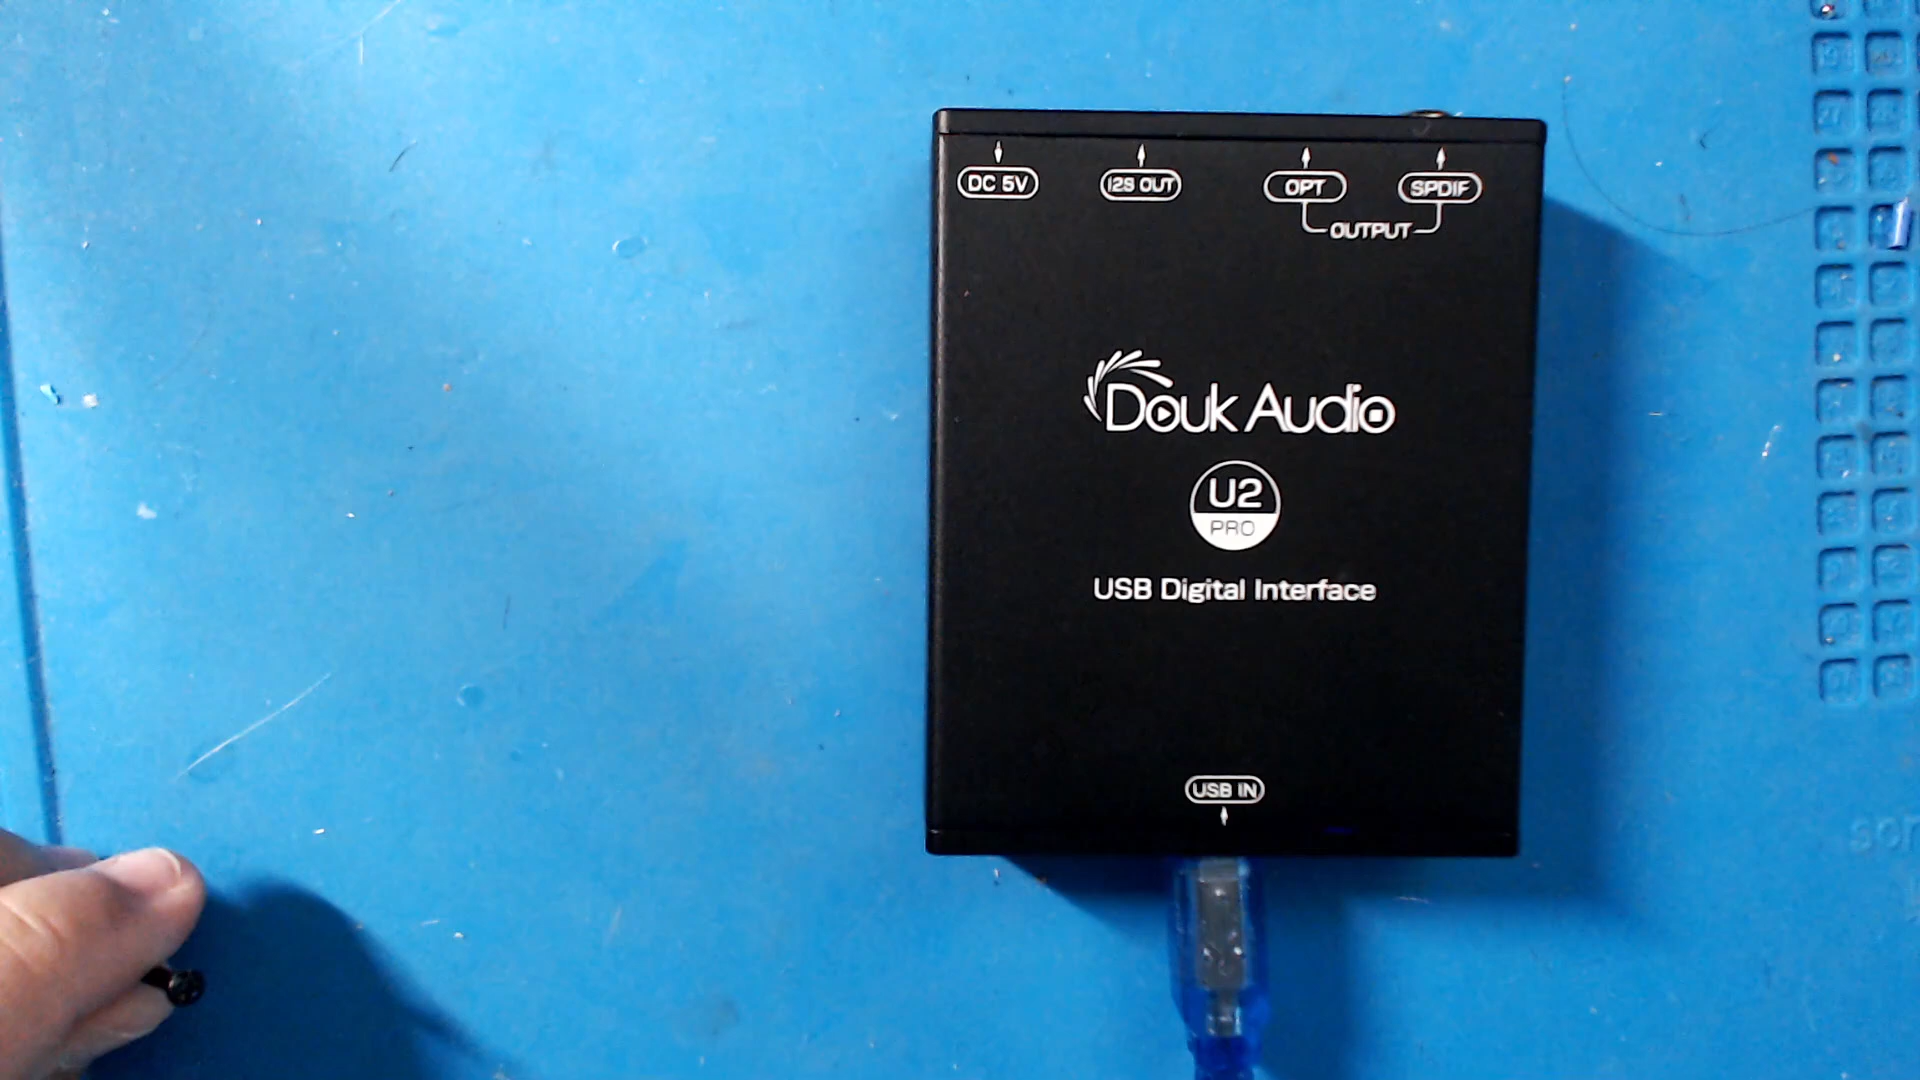 DC 5V
I2S OUT
OPT
SPDIF
OUTPUT
Douk Audio
U2
PRO
USB Digital Interface
USB IN